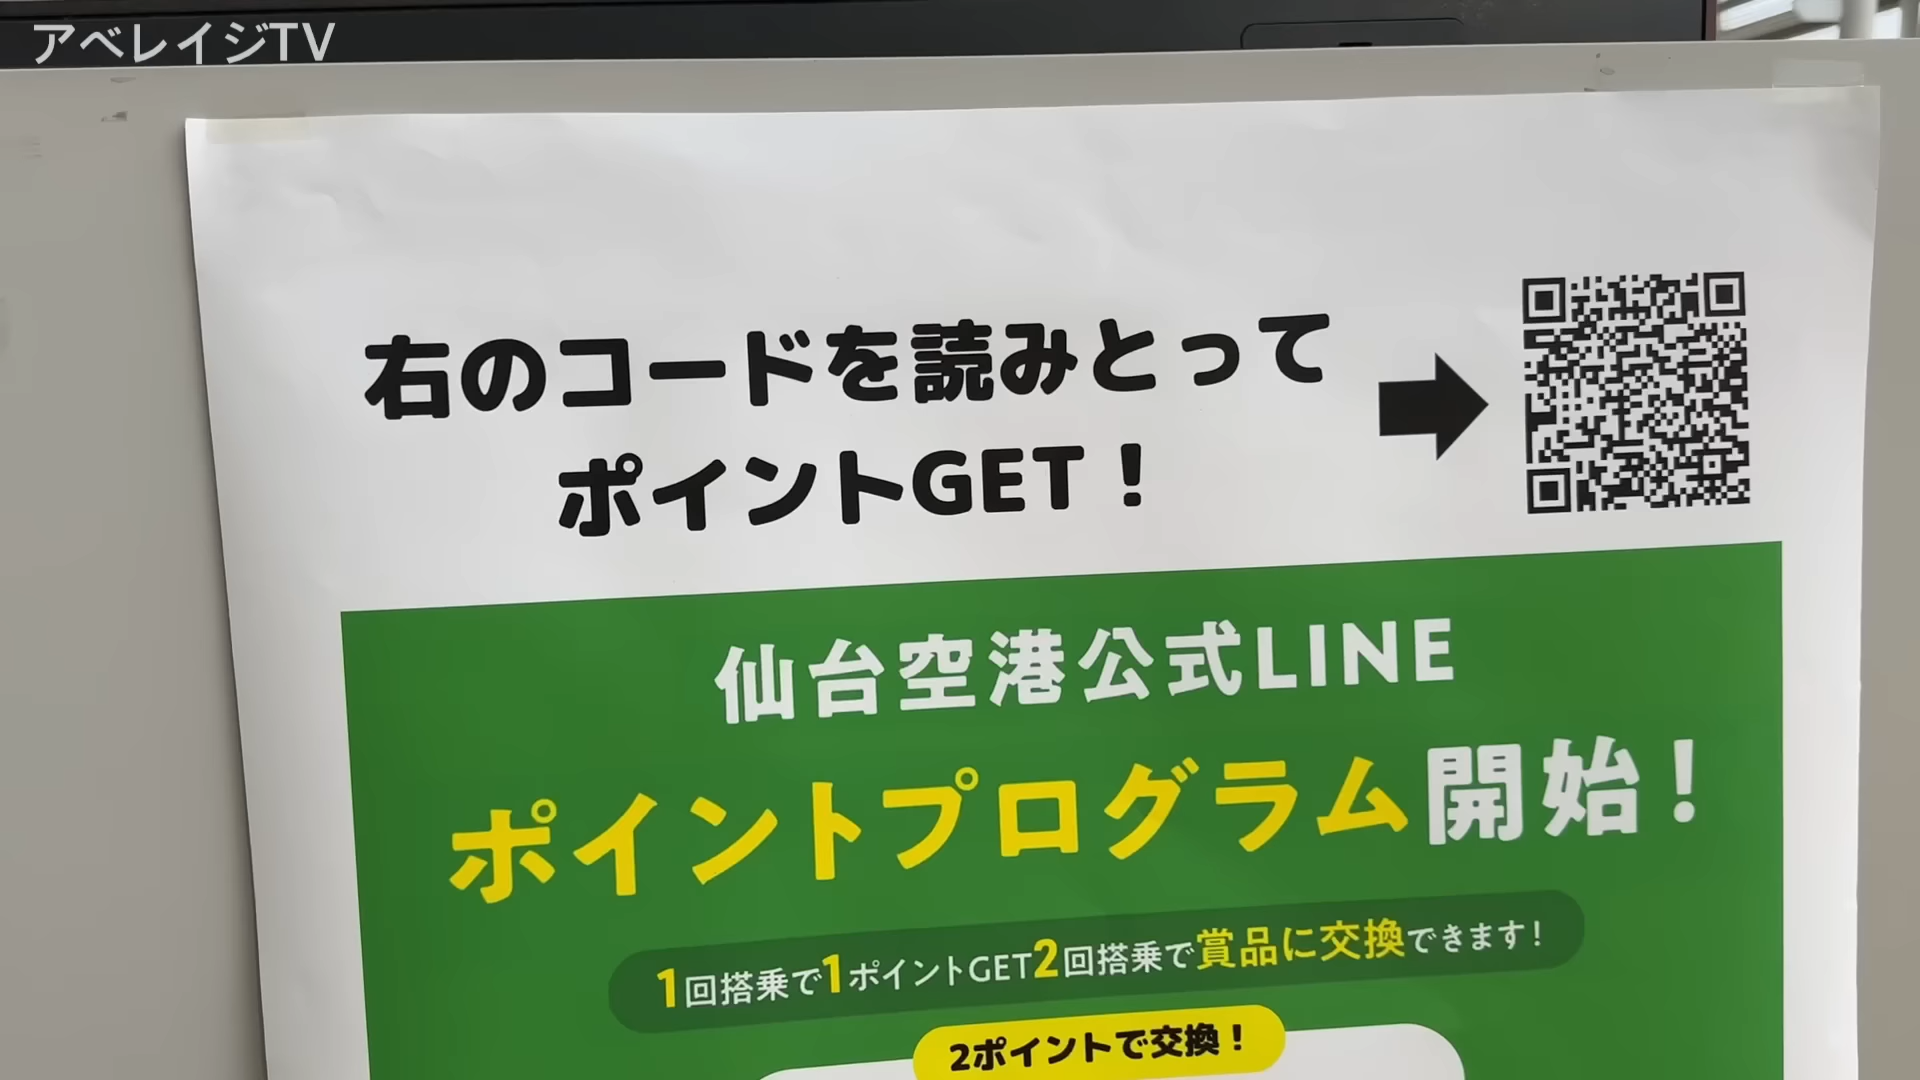 アベレイジTV
右のコードを読みとって
ポイントGET！
仙台空港公式LINE
ポイントプログラム開始！
1回搭乗で1ポイントGET2回搭乗で賞品に交換できます！
2ポイントで交換！